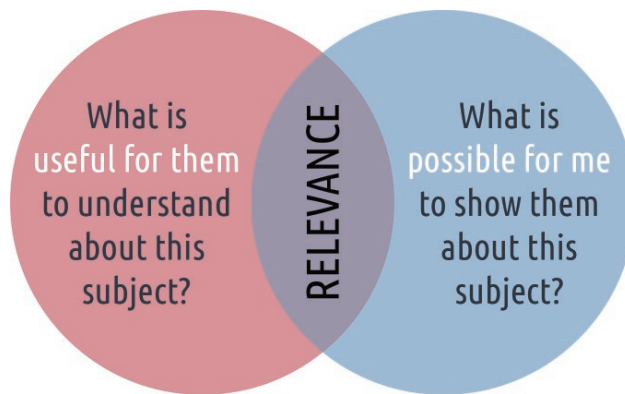 What is
useful for them
to understand
about this
subject?
RELEVANCE
What is
possible for me
to show them
about this
subject?